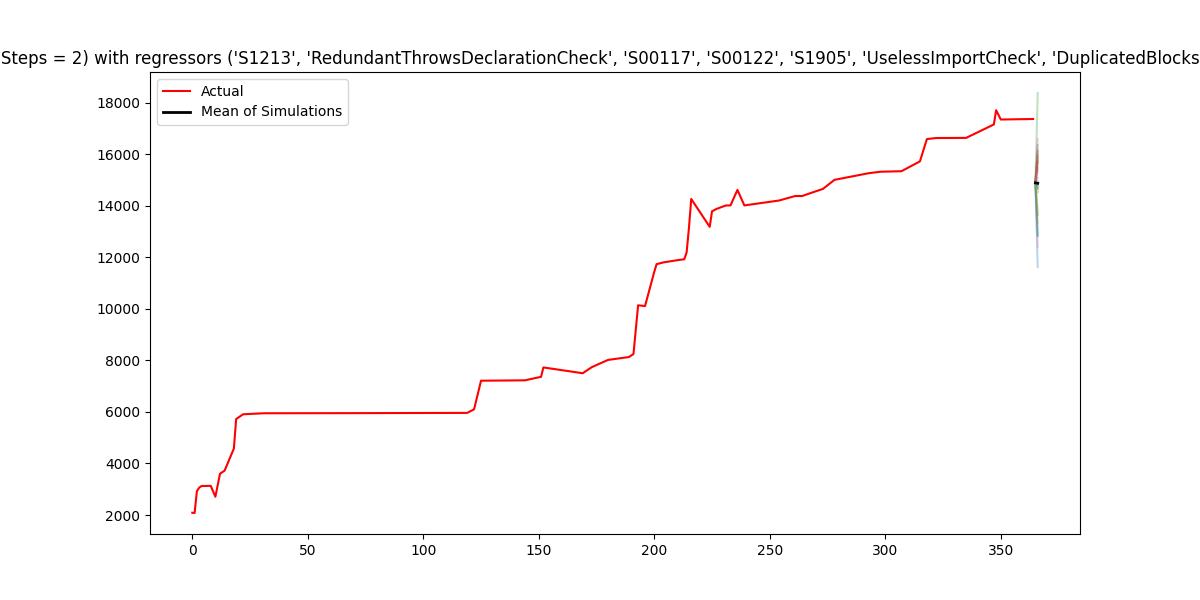 Steps = 2) with regressors ('S1213', 'RedundantThrowsDeclarationCheck', 'S00117', 'S00122', 'S1905', 'UselessImportCheck', 'DuplicatedBlocks
Actual
Mean of Simulations
18000
16000
14000
12000
10000
8000
6000
4000
2000
0 50 100 150 200 250 300 350